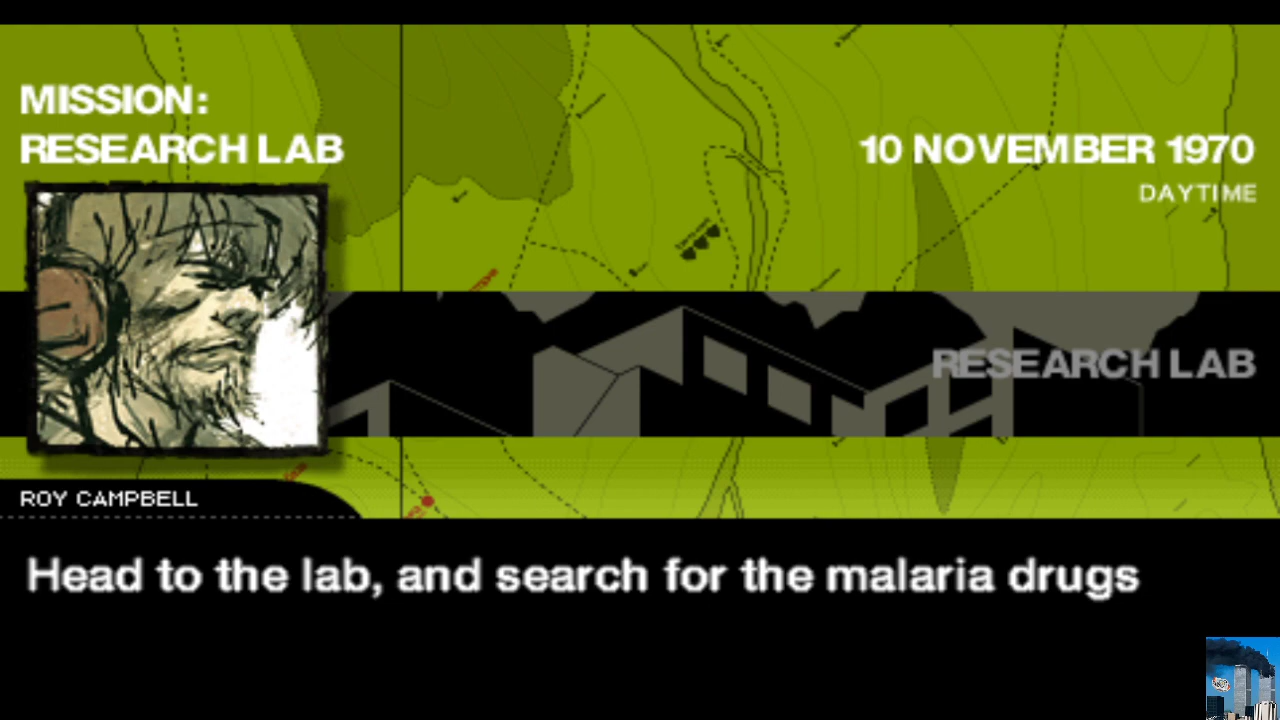 MISSION:
RESEARCH LAB
10 NOVEMBER 1970
DAYTIME
RESEARCH LAB
ROY CAMPBELL
Head to the lab, and search for the malaria drugs